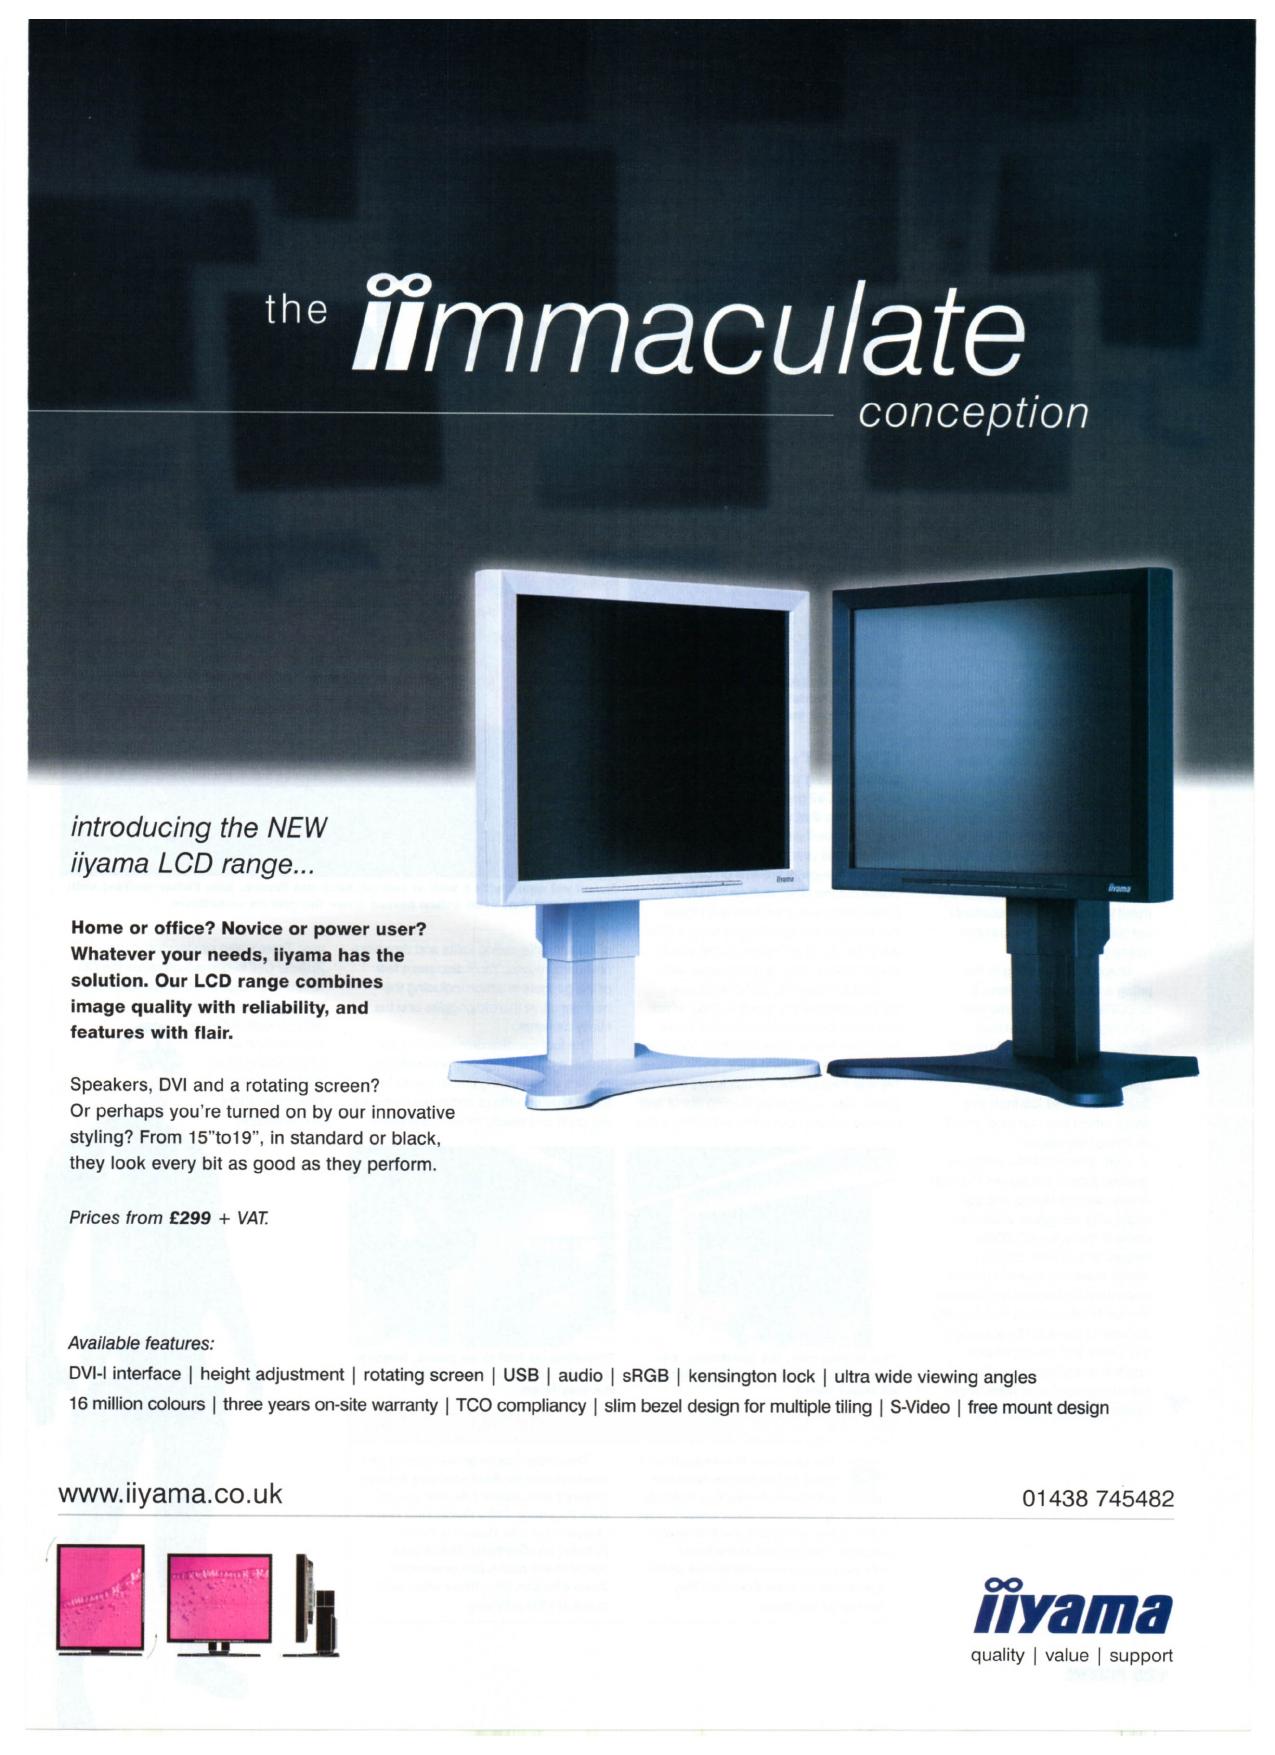 the iimmaculate
conception
iiyama
iiyama
introducing the NEW
iiyama LCD range...
Home or office? Novice or power user?
Whatever your needs, iiyama has the
solution. Our LCD range combines
image quality with reliability, and
features with flair.
Speakers, DVI and a rotating screen?
Or perhaps you're turned on by our innovative
styling? From 15"to19", in standard or black,
they look every bit as good as they perform.
Prices from £299 + VAT.
Available features:
DVI-I interface | height adjustment | rotating screen | USB | audio | sRGB | kensington lock | ultra wide viewing angles
16 million colours | three years on-site warranty | TCO compliancy | slim bezel design for multiple tiling | S-Video | free mount design
www.iiyama.co.uk
01438 745482
iiyama
quality | value | support